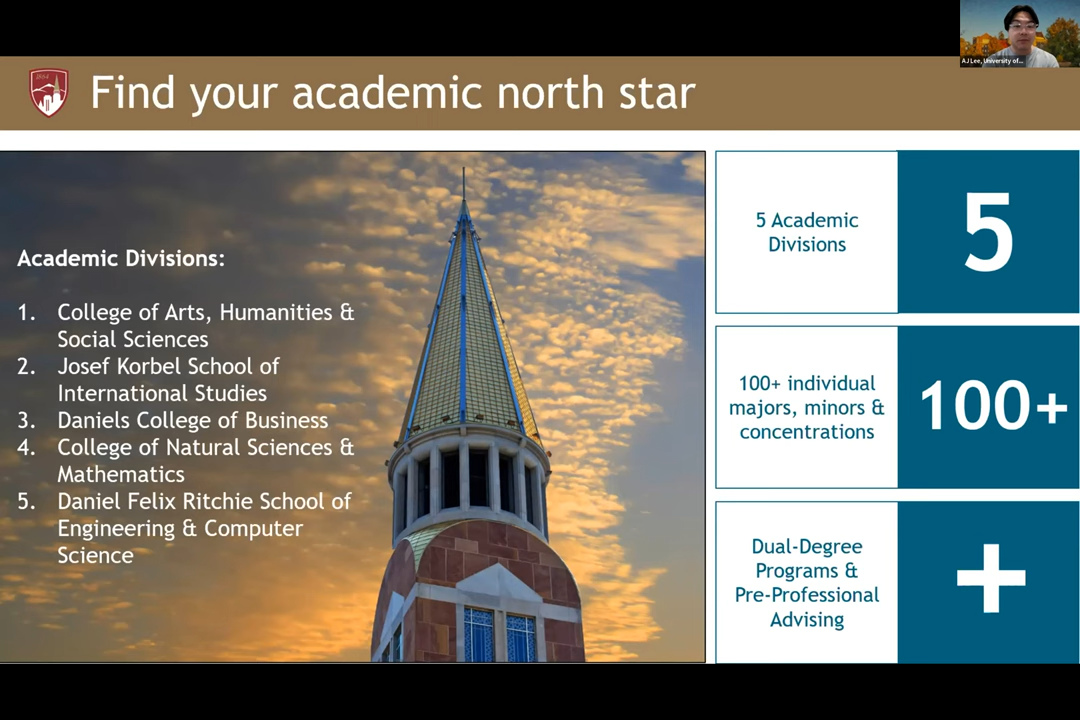 AJ Lee, University of...
1864
Find your academic north star
Academic Divisions:
1. College of Arts, Humanities &
Social Sciences
2. Josef Korbel School of
International Studies
3. Daniels College of Business
4. College of Natural Sciences &
Mathematics
5. Daniel Felix Ritchie School of
Engineering & Computer
Science
5 Academic
Divisions
5
100+ individual
majors, minors &
concentrations
100+
Dual-Degree
Programs &
Pre-Professional
Advising
+